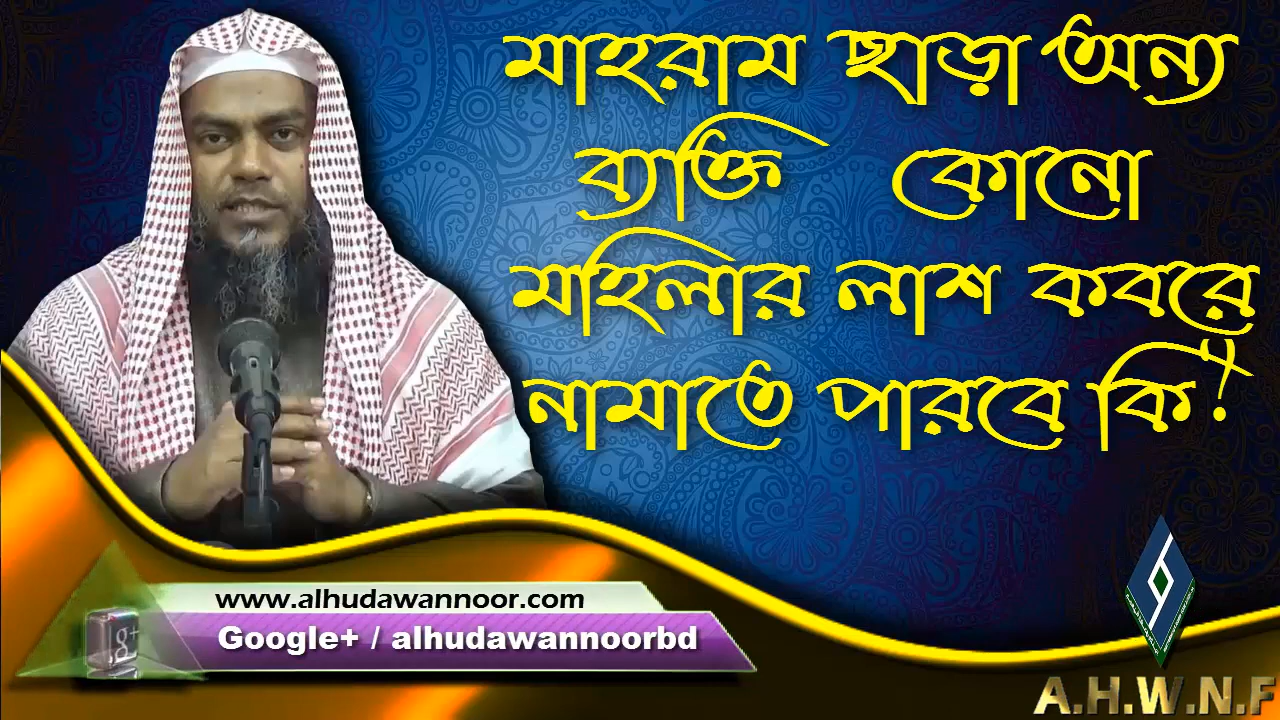 মাহরাম ছাড়া অন্য
ব্যক্তি কোনো
মহিলার লাশ কবরে
নামাতে পারবে কি?
www.alhudawannoor.com
g+ Google+ / alhudawannoorbd
A.H.W.N.F